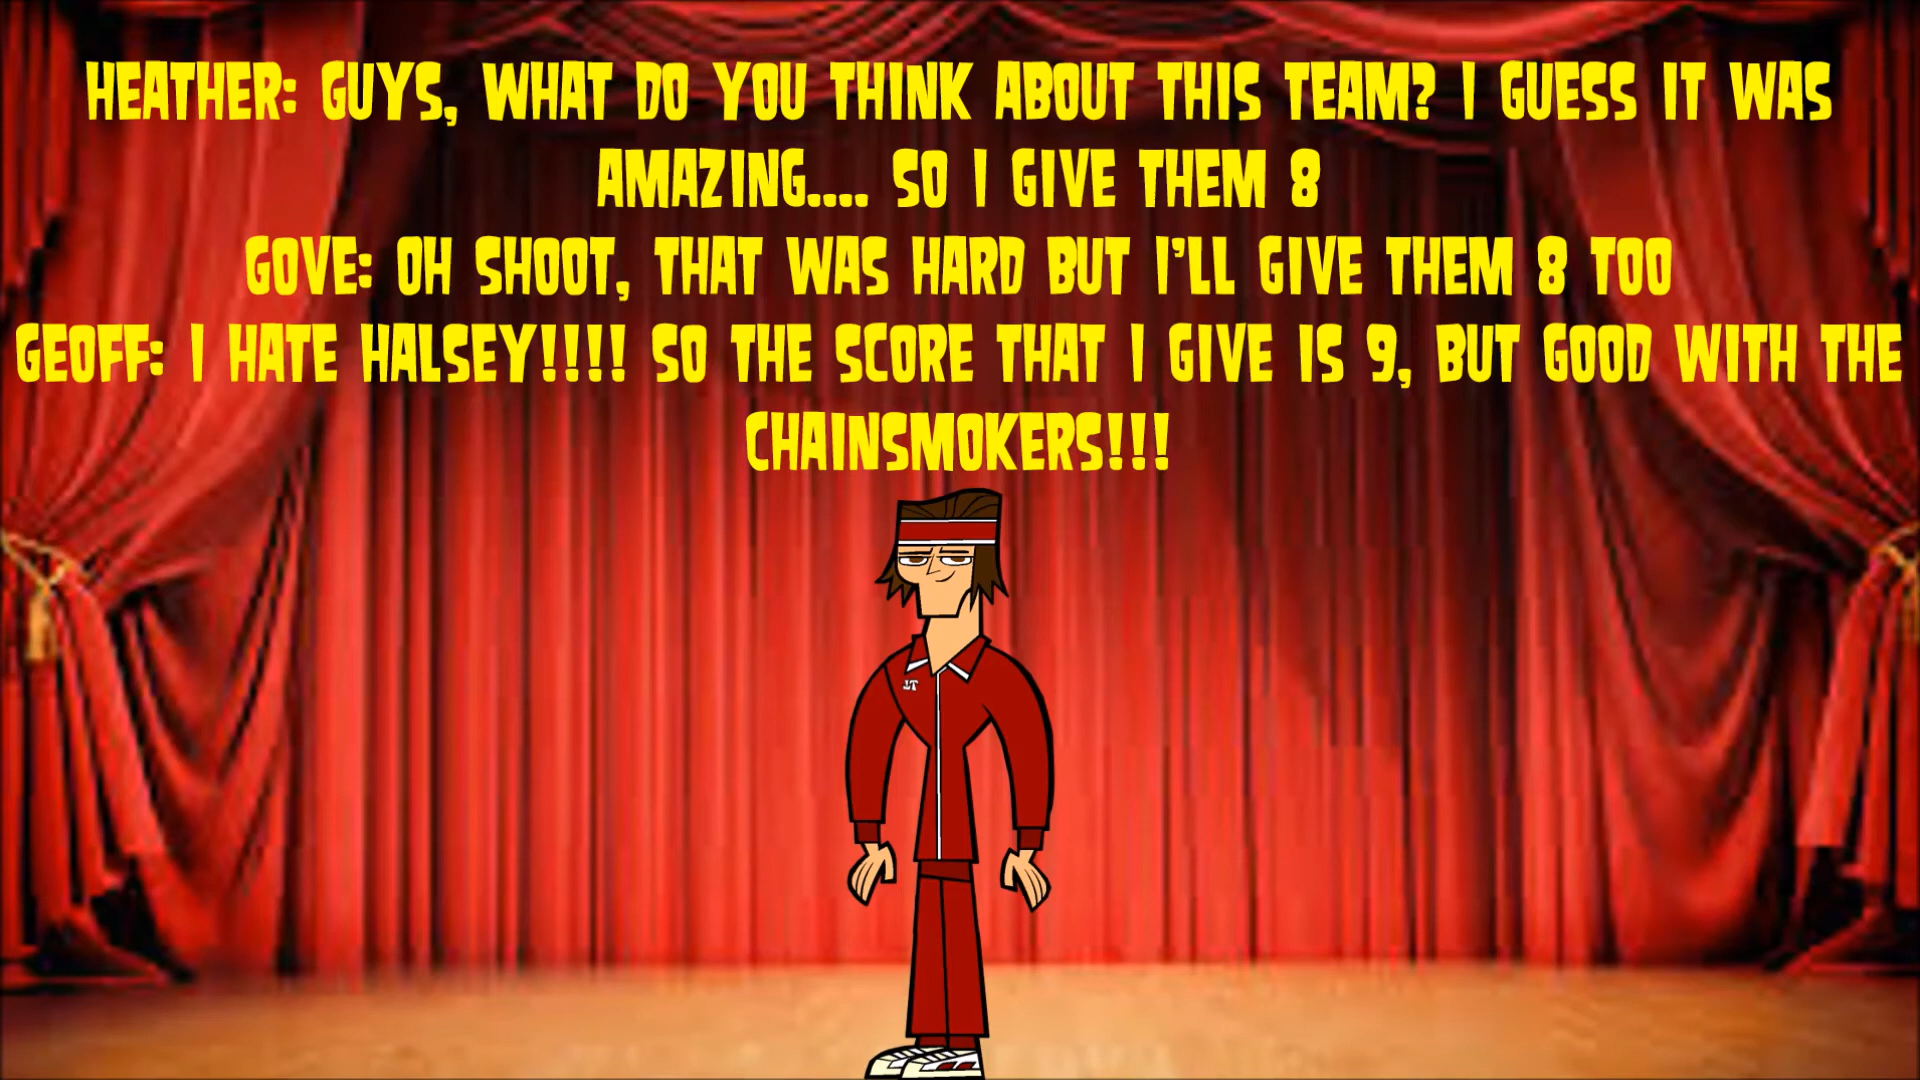 HEATHER: GUYS, WHAT DO YOU THINK ABOUT THIS TEAM? I GUESS IT WAS
AMAZING.... SO I GIVE THEM 8
GOVE: OH SHOOT, THAT WAS HARD BUT I'LL GIVE THEM 8 TOO
GEOFF: I HATE HALSEY!!!! SO THE SCORE THAT I GIVE IS 9, BUT GOOD WITH THE
CHAINSMOKERS!!!
JT